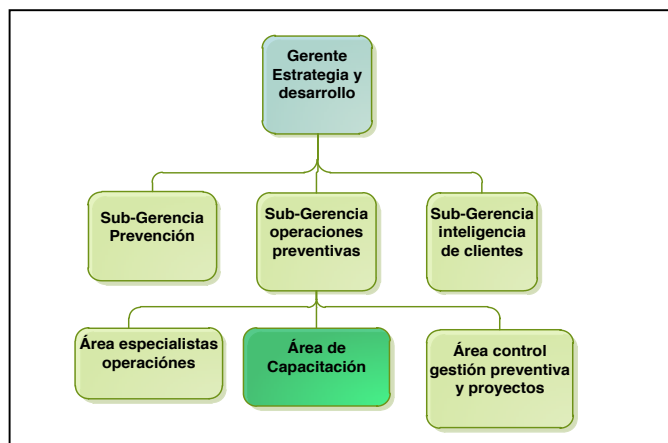 Gerente
Estrategia y
desarrollo
Sub-Gerencia
Prevención
Sub-Gerencia
operaciones
preventivas
Sub-Gerencia
inteligencia
de clientes
Área especialistas
operaciónes
Área de
Capacitación
Área control
gestión preventiva
y proyectos